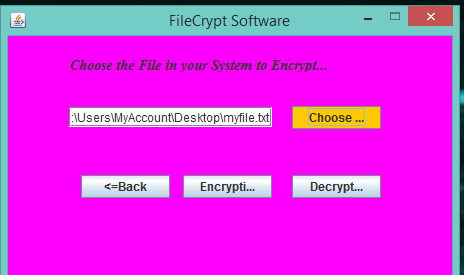 FileCrypt Software
Choose the File in your System to Encrypt...
:\Users\MyAccount\Desktop\myfile.txt
Choose ...
<=Back
Encrypti...
Decrypt...